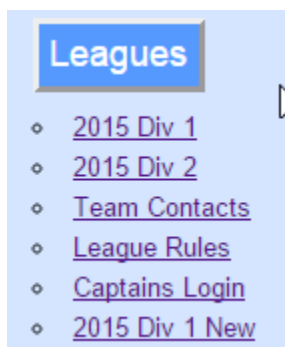 Leagues
2015 Div 1
2015 Div 2
Team Contacts
League Rules
Captains Login
2015 Div 1 New